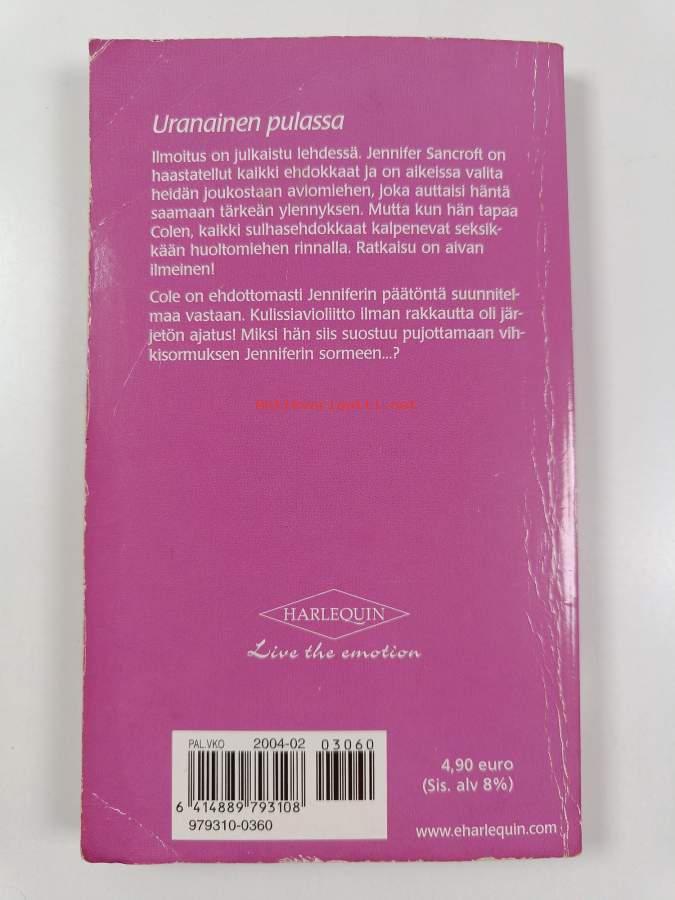 Uranainen pulassa
Ilmoitus on julkaistu lehdessä. Jennifer Sancroft on
haastatellut kaikki ehdokkaat ja on aikeissa valita
heidän joukostaan aviomiehen, joka auttaisi häntä
saamaan tärkeän ylennyksen. Mutta kun hän tapaa
Colen, kaikki sulhasehdokkaat kalpenevat seksik-
kään huoltomiehen rinnalla. Ratkaisu on aivan
ilmeinen!
Cole on ehdottomasti Jenniferin päätöntä suunnitel-
maa vastaan. Kulissiavioliitto ilman rakkautta oli jär-
jetön ajatus! Miksi hän siis suostuu pujottamaan vih-
kisormuksen Jenniferin sormeen...?
HARLEQUIN
Live the emotion
PAL.VKO 2004-02 03060
6 414889 793108
979310-0360
4,90 euro
(Sis. alv 8%)
www.eharlequin.com